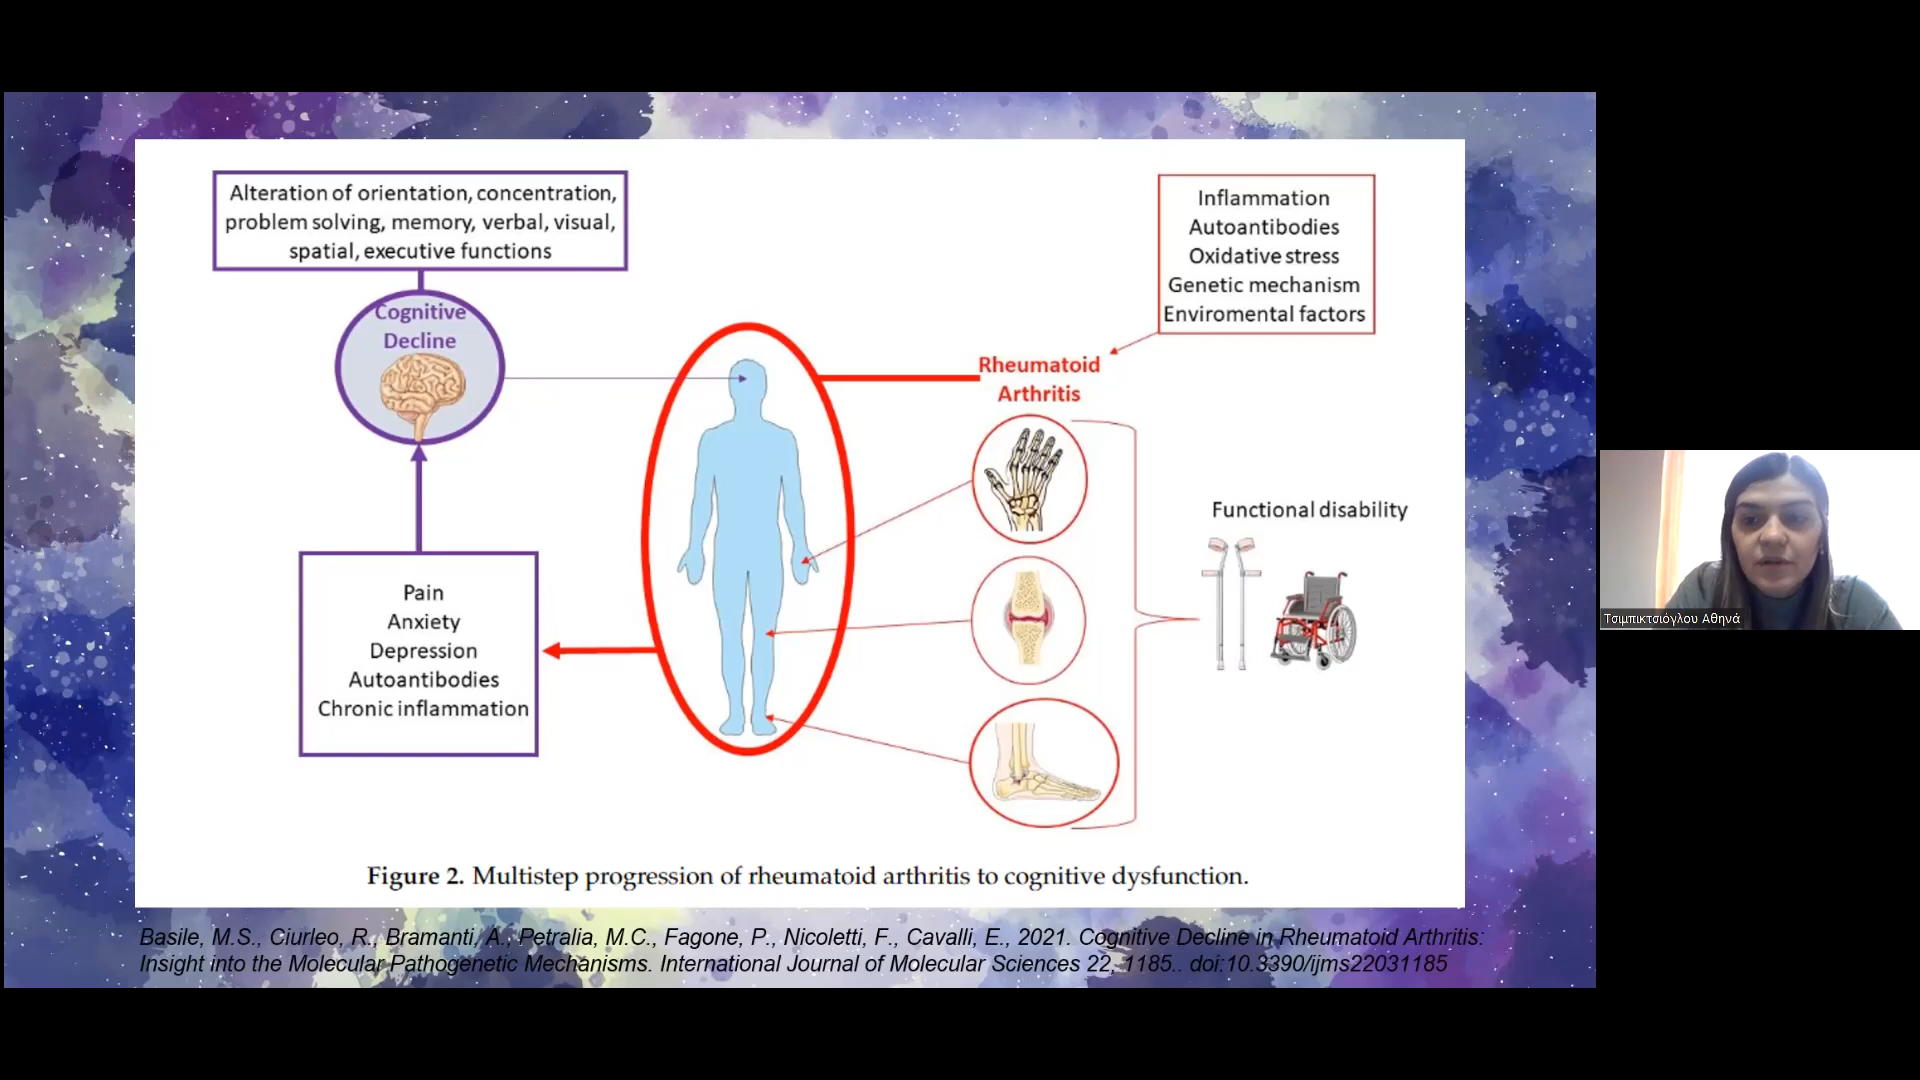 Alteration of orientation, concentration,
problem solving, memory, verbal, visual,
spatial, executive functions
Cognitive
Decline
Pain
Anxiety
Depression
Autoantibodies
Chronic inflammation
Inflammation
Autoantibodies
Oxidative stress
Genetic mechanism
Enviromental factors
Rheumatoid
Arthritis
Functional disability
Figure 2. Multistep progression of rheumatoid arthritis to cognitive dysfunction.
Basile, M.S., Ciurleo, R., Bramanti, A., Petralia, M.C., Fagone, P., Nicoletti, F., Cavalli, E., 2021. Cognitive Decline in Rheumatoid Arthritis:
Insight into the Molecular Pathogenetic Mechanisms. International Journal of Molecular Sciences 22, 1185.. doi:10.3390/ijms22031185
Τσιμπικτσιόγλου Αθηνά